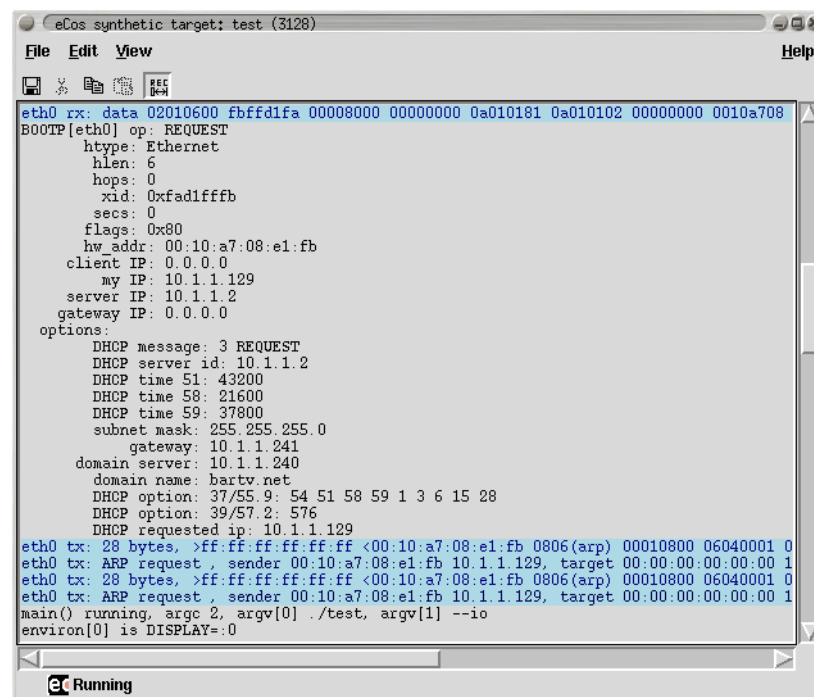 eCos synthetic target: test (3128)
File Edit View Help
REC
eth0 rx: data 02010600 fbffd1fa 00008000 00000000 0a010181 0a010102 00000000 0010a708
BOOTP[eth0] op: REQUEST
htype: Ethernet
hlen: 6
hops: 0
xid: 0xfad1fffb
secs: 0
flags: 0x80
hw_addr: 00:10:a7:08:e1:fb
client IP: 0.0.0.0
my IP: 10.1.1.129
server IP: 10.1.1.2
gateway IP: 0.0.0.0
options:
DHCP message: 3 REQUEST
DHCP server id: 10.1.1.2
DHCP time 51: 43200
DHCP time 58: 21600
DHCP time 59: 37800
subnet mask: 255.255.255.0
gateway: 10.1.1.241
domain server: 10.1.1.240
domain name: bartv.net
DHCP option: 37/55.9: 54 51 58 59 1 3 6 15 28
DHCP option: 39/57.2: 576
DHCP requested ip: 10.1.1.129
eth0 tx: 28 bytes, >ff:ff:ff:ff:ff:ff <00:10:a7:08:e1:fb 0806(arp) 00010800 06040001 0
eth0 tx: ARP request , sender 00:10:a7:08:e1:fb 10.1.1.129, target 00:00:00:00:00:00 1
eth0 tx: 28 bytes, >ff:ff:ff:ff:ff:ff <00:10:a7:08:e1:fb 0806(arp) 00010800 06040001 0
eth0 tx: ARP request , sender 00:10:a7:08:e1:fb 10.1.1.129, target 00:00:00:00:00:00 1
main() running, argc 2, argv[0] ./test, argv[1] --io
environ[0] is DISPLAY=:0
eC Running